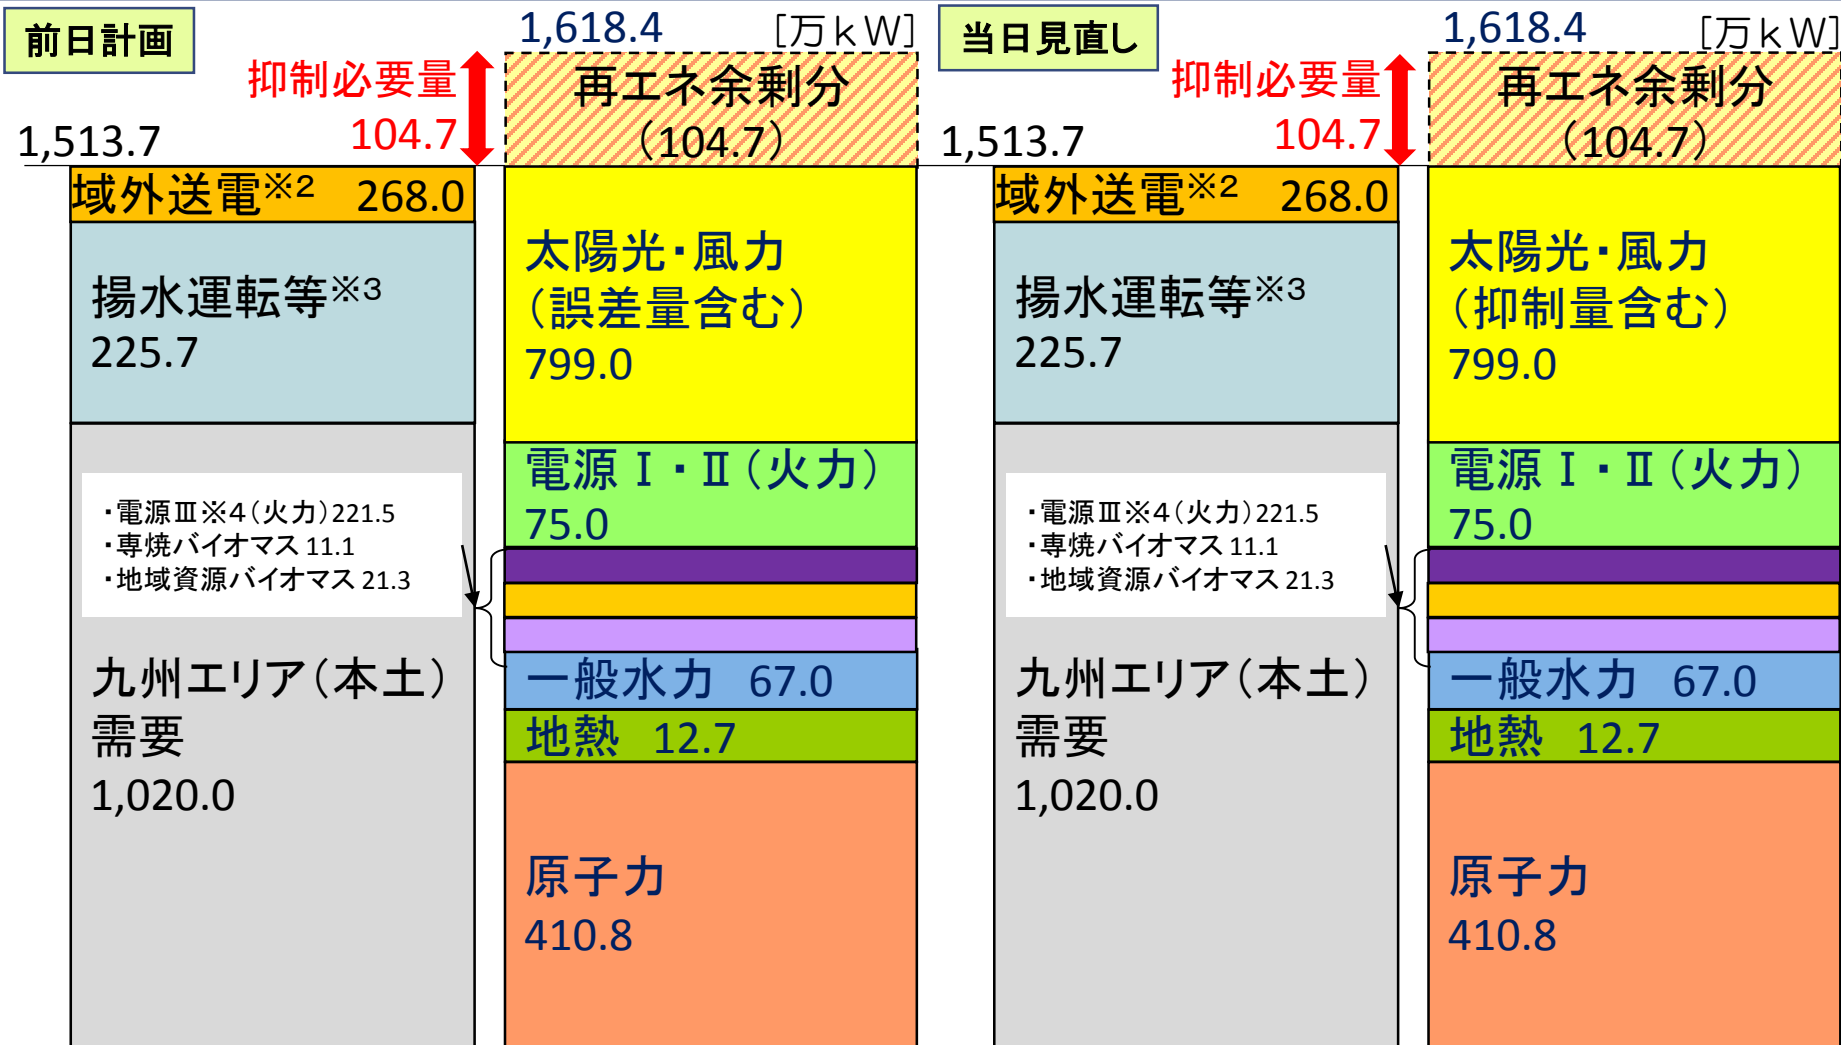 前日計画
1,618.4
[万kW]
抑制必要量
104.7
1,513.7
再エネ余剰分
(104.7)
域外送電※2 268.0
揚水運転等※3
225.7
・電源Ⅲ※4(火力)221.5
・専焼バイオマス 11.1
・地域資源バイオマス 21.3
九州エリア(本土)
需要
1,020.0
太陽光・風力
(誤差量含む)
799.0
電源Ⅰ・Ⅱ(火力)
75.0
一般水力 67.0
地熱 12.7
原子力
410.8
当日見直し
1,618.4
[万kW]
抑制必要量
104.7
1,513.7
再エネ余剰分
(104.7)
域外送電※2 268.0
揚水運転等※3
225.7
・電源Ⅲ※4(火力)221.5
・専焼バイオマス 11.1
・地域資源バイオマス 21.3
九州エリア(本土)
需要
1,020.0
太陽光・風力
(抑制量含む)
799.0
電源Ⅰ・Ⅱ(火力)
75.0
一般水力 67.0
地熱 12.7
原子力
410.8